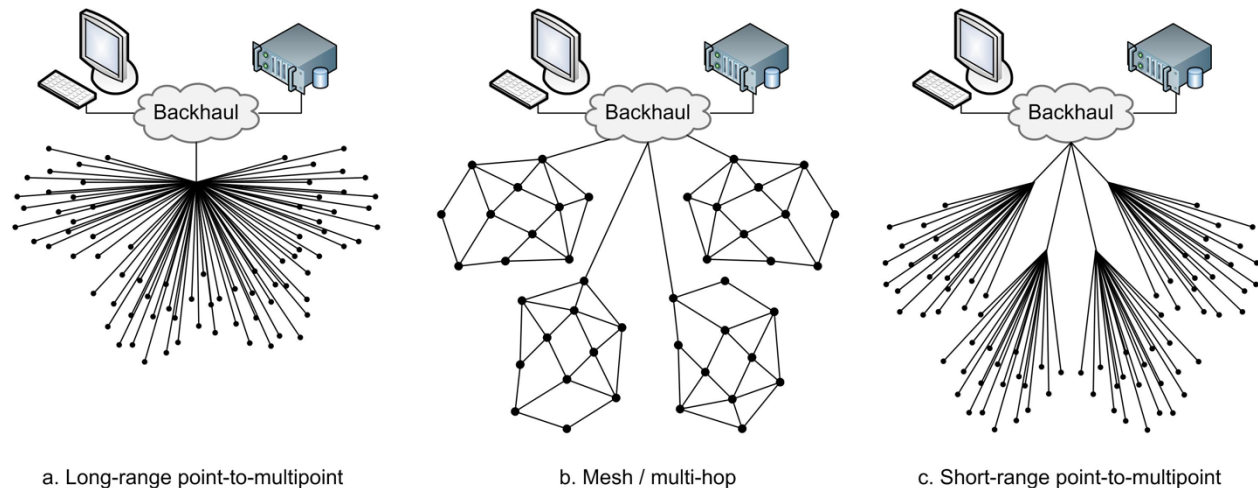 Backhaul
Backhaul
Backhaul
a. Long-range point-to-multipoint
b. Mesh / multi-hop
c. Short-range point-to-multipoint